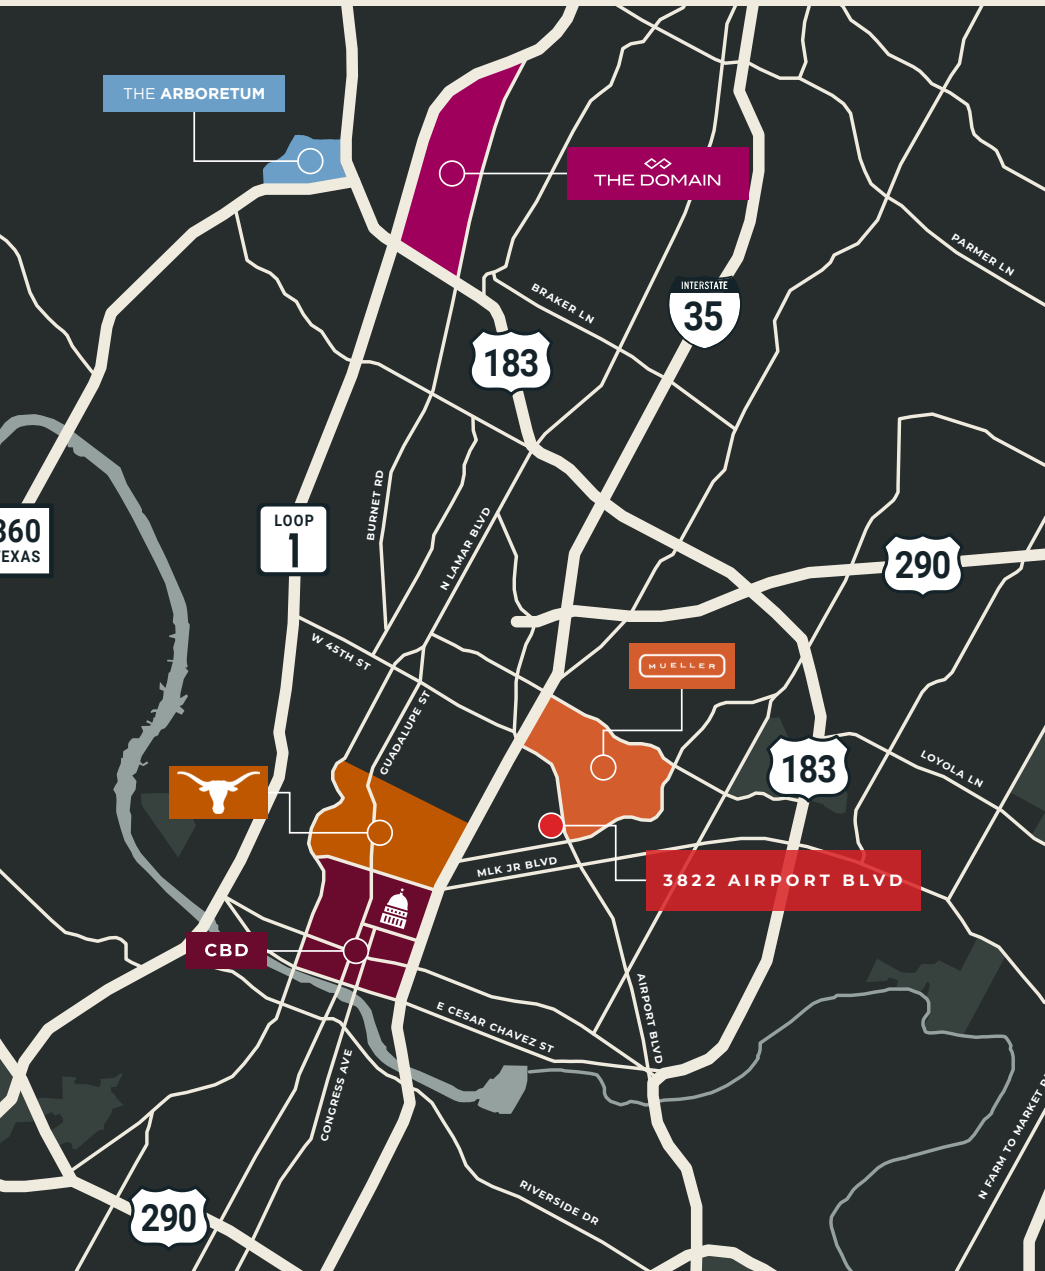 THE ARBORETUM
THE DOMAIN
PARMER LN
BRAKER LN
INTERSTATE
35
183
BURNET RD
N LAMAR BLVD
360
TEXAS
LOOP
1
290
W 45TH ST
MUELLER
GUADALUPE ST
183
LOYOLA LN
MLK JR BLVD
3822 AIRPORT BLVD
CBD
E CESAR CHAVEZ ST
AIRPORT BLVD
CONGRESS AVE
N FARM TO MARKET
RIVERSIDE DR
290